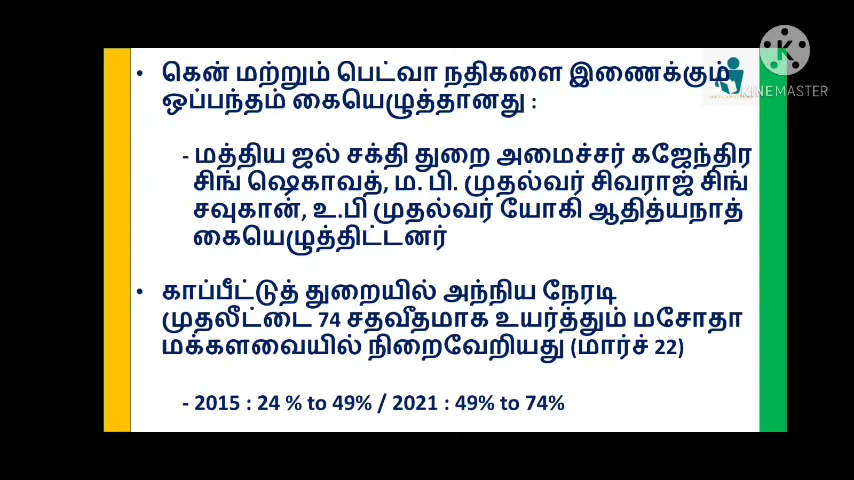 • கென் மற்றும் பெட்வா நதிகளை இணைக்கும்
ஒப்பந்தம் கையெழுத்தானது :
- மத்திய ஜல் சக்தி துறை அமைச்சர் கஜேந்திர
சிங் ஷெகாவத், ம. பி. முதல்வர் சிவராஜ் சிங்
சவுகான், உ.பி முதல்வர் யோகி ஆதித்யநாத்
கையெழுத்திட்டனர்
• காப்பீட்டுத் துறையில் அந்நிய நேரடி
முதலீட்டை 74 சதவீதமாக உயர்த்தும் மசோதா
மக்களவையில் நிறைவேறியது (மார்ச் 22)
- 2015 : 24 % to 49% / 2021 : 49% to 74%
K
KINEMASTER